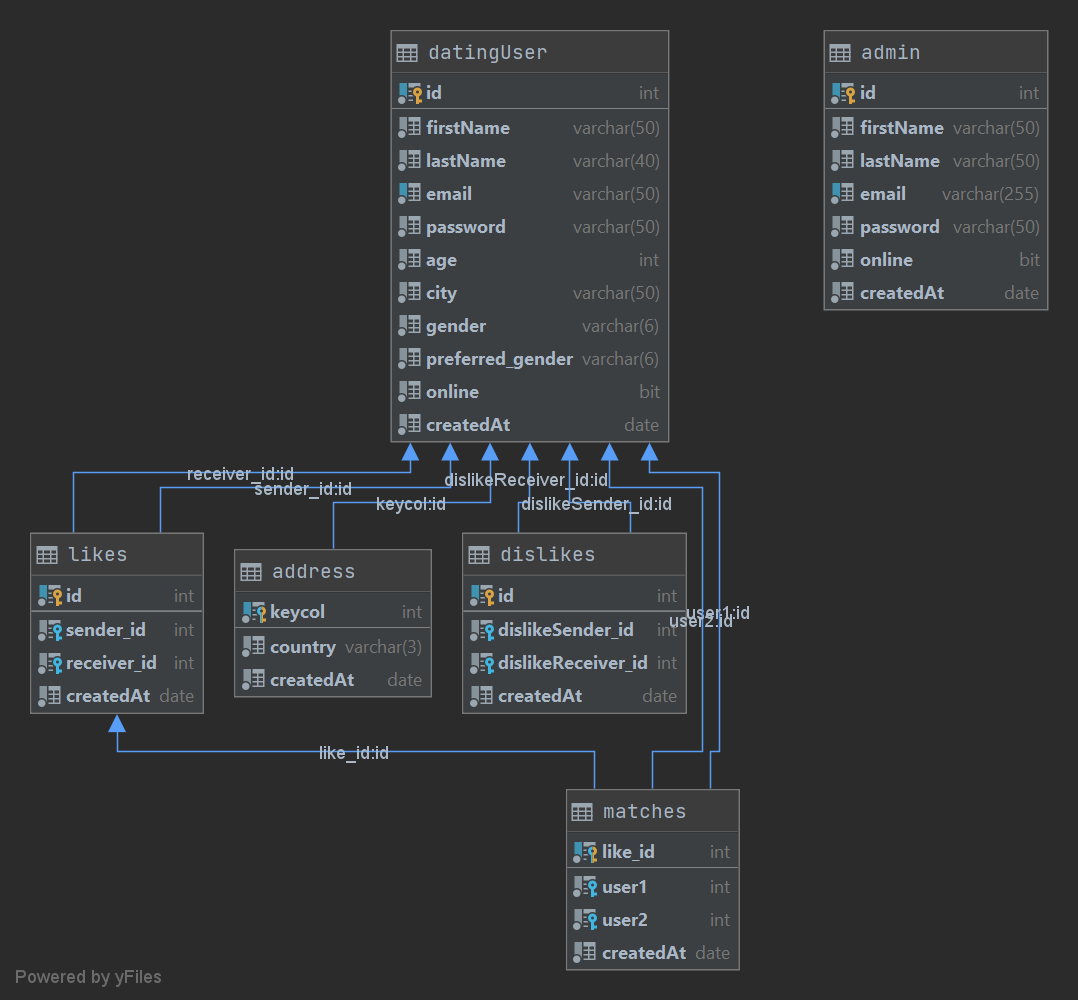 datingUser
id int
firstName varchar(50)
lastName varchar(40)
email varchar(50)
password varchar(50)
age int
city varchar(50)
gender varchar(6)
preferred_gender varchar(6)
online bit
createdAt date
admin
id int
firstName varchar(50)
lastName varchar(50)
email varchar(255)
password varchar(50)
online bit
createdAt date
receiver_id:id
sender_id:id
keycol:id
dislikeReceiver_id:id
dislikeSender_id:id
likes
id int
sender_id int
receiver_id int
createdAt date
address
keycol int
country varchar(3)
createdAt date
dislikes
id int
dislikeSender_id int
dislikeReceiver_id int
createdAt date
user1:id
user2:id
like_id:id
matches
like_id int
user1 int
user2 int
createdAt date
Powered by yFiles